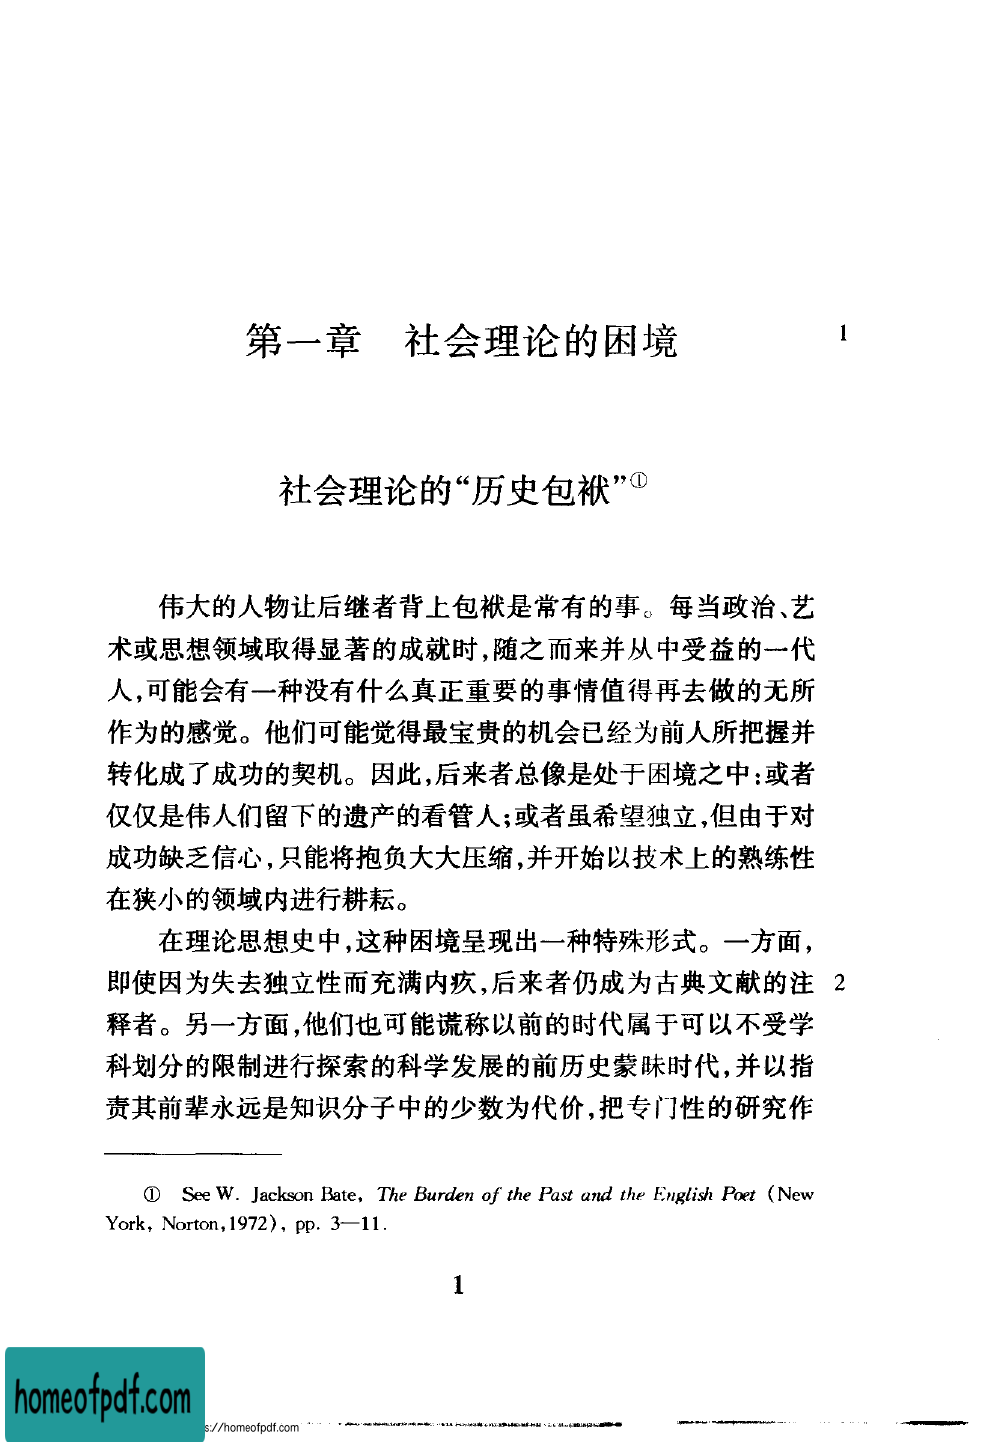 第一章　社会理论的困境　1
社会理论的“历史包袱”①
伟大的人物让后继者背上包袱是常有的事。每当政治、艺
术或思想领域取得显著的成就时,随之而来并从中受益的一代
人,可能会有一种没有什么真正重要的事情值得再去做的无所
作为的感觉。他们可能觉得最宝贵的机会已经为前人所把握并
转化成了成功的契机。因此,后来者总像是处于困境之中:或者
仅仅是伟人们留下的遗产的看管人;或者虽希望独立,但由于对
成功缺乏信心,只能将抱负大大压缩,并开始以技术上的熟练性
在狭小的领域内进行耕耘。
在理论思想史中,这种困境呈现出一种特殊形式。一方面,
即使因为失去独立性而充满内疚,后来者仍成为古典文献的注　2
释者。另一方面,他们也可能谎称以前的时代属于可以不受学
科划分的限制进行探索的科学发展的前历史蒙昧时代,并以指
责其前辈永远是知识分子中的少数为代价,把专门性的研究作
① See W. Jackson Bate, The Burden of the Past and the English Poet (New
York, Norton,1972), pp. 3—11.
1
homeofpdf.com
s://homeofpdf.com